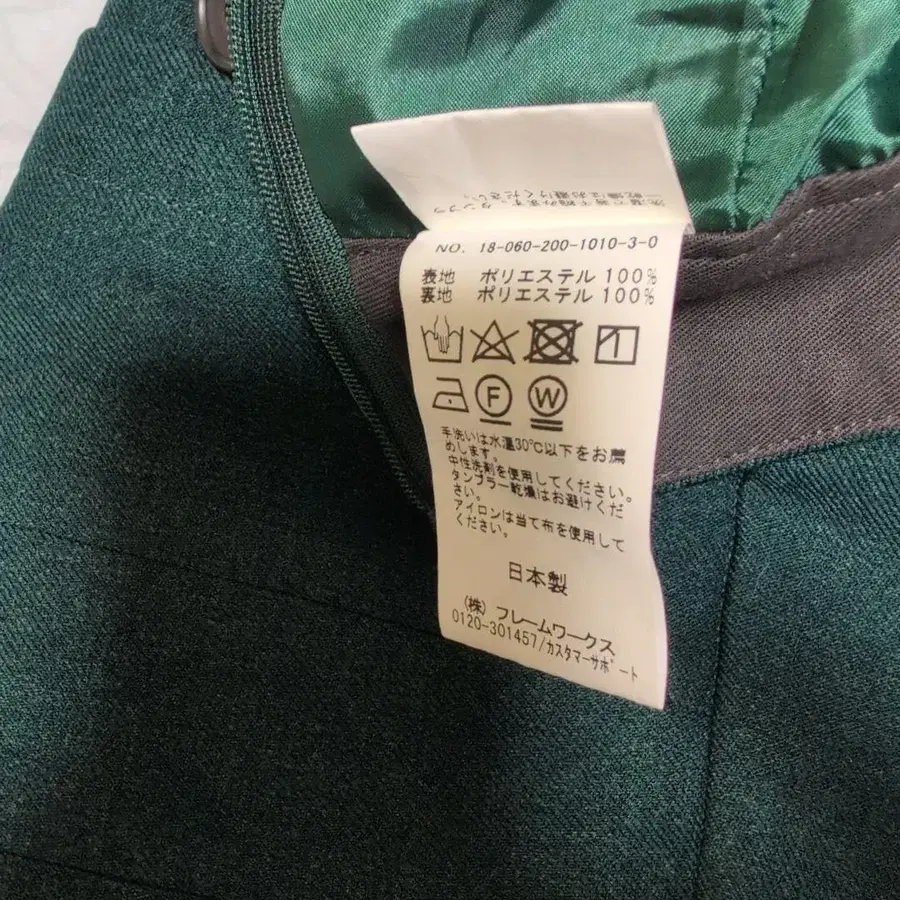 NO. 18-060-200-1010-3-0
表地 ポリエステル 100%
裏地 ポリエステル 100%
F W
手洗いは水温30℃以下をお薦
めします。
中性洗剤を使用してください。
タンブラー乾燥はお避けくだ
さい。
アイロンは当て布を使用して
ください。
日本製
(株) フレームワークス
0120-301457/カスタマーサポート